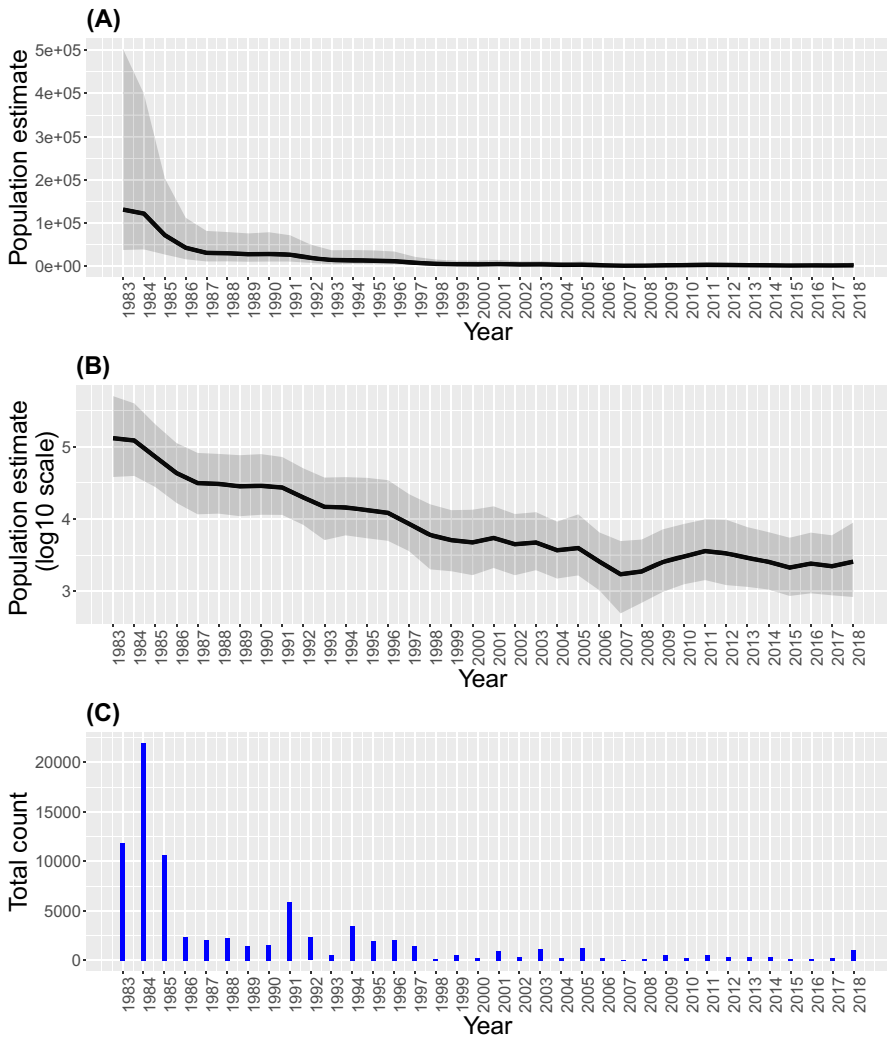 (A)
Population estimate
5e+05
4e+05
3e+05
2e+05
1e+05
0e+00
1983 1984 1985 1986 1987 1988 1989 1990 1991 1992 1993 1994 1995 1996 1997 1998 1999 2000 2001 2002 2003 2004 2005 2006 2007 2008 2009 2010 2011 2012 2013 2014 2015 2016 2017 2018
Year
(B)
Population estimate
(log10 scale)
5
4
3
1983 1984 1985 1986 1987 1988 1989 1990 1991 1992 1993 1994 1995 1996 1997 1998 1999 2000 2001 2002 2003 2004 2005 2006 2007 2008 2009 2010 2011 2012 2013 2014 2015 2016 2017 2018
Year
(C)
Total count
20000
15000
10000
5000
0
1983 1984 1985 1986 1987 1988 1989 1990 1991 1992 1993 1994 1995 1996 1997 1998 1999 2000 2001 2002 2003 2004 2005 2006 2007 2008 2009 2010 2011 2012 2013 2014 2015 2016 2017 2018
Year